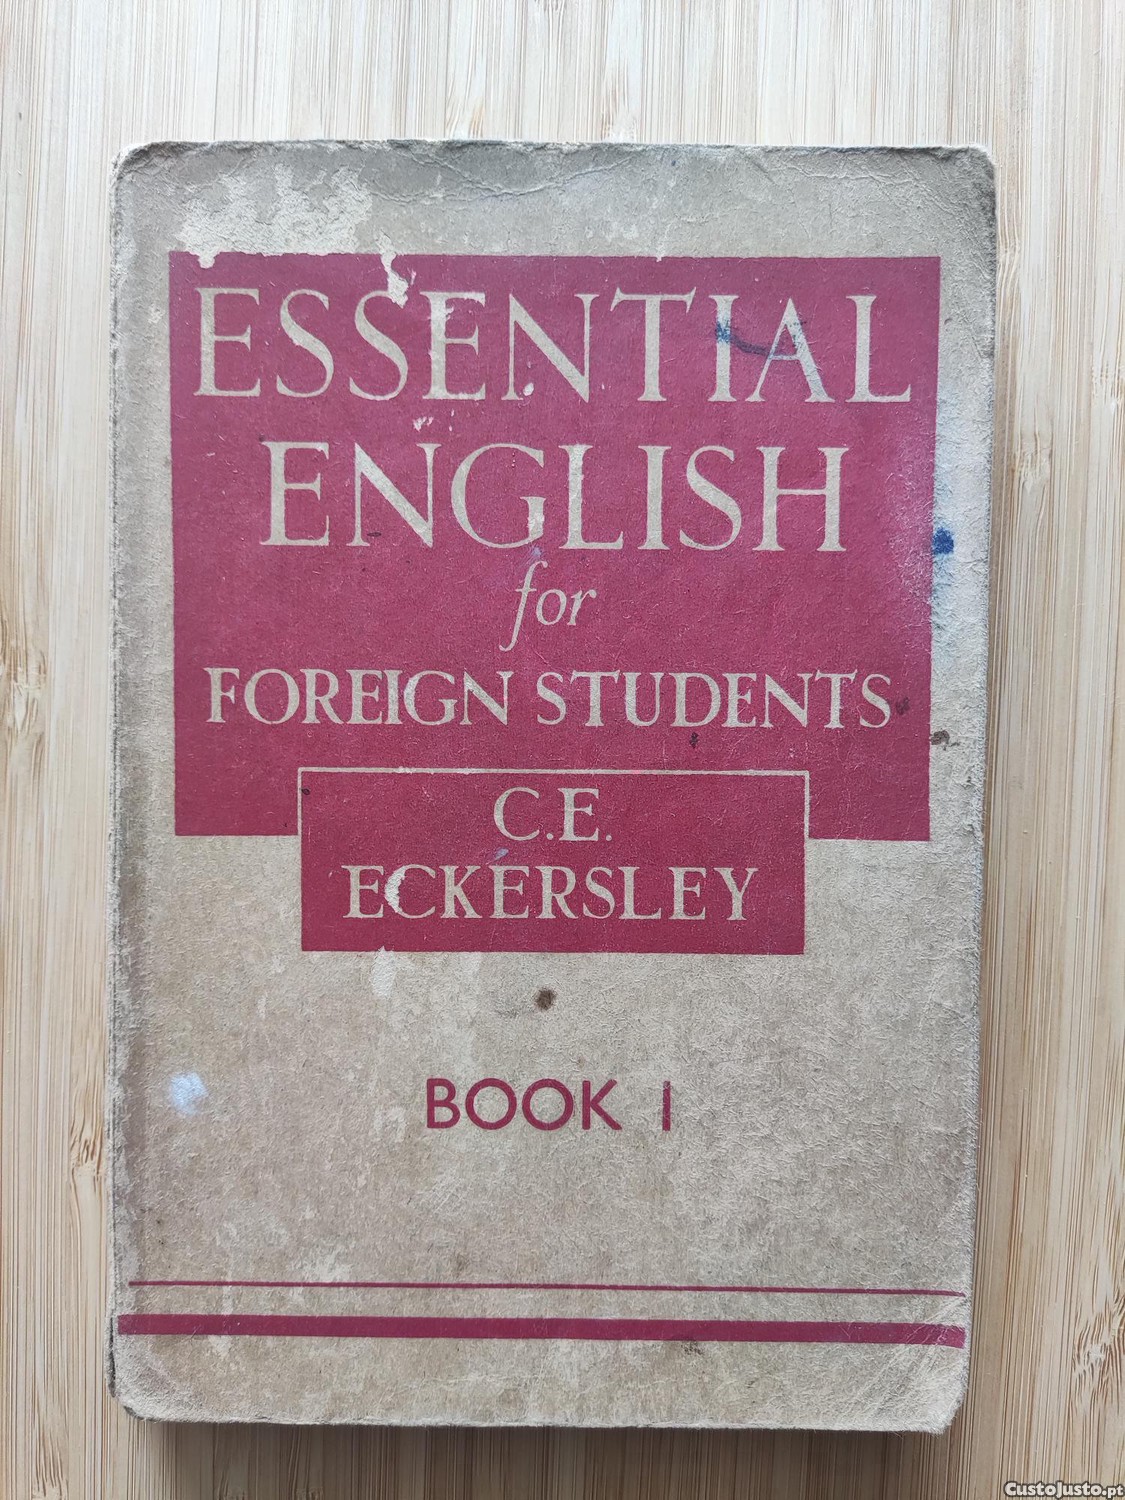 ESSENTIAL
ENGLISH
for
FOREIGN STUDENTS
C.E.
ECKERSLEY
BOOK I
CustoJusto.pt